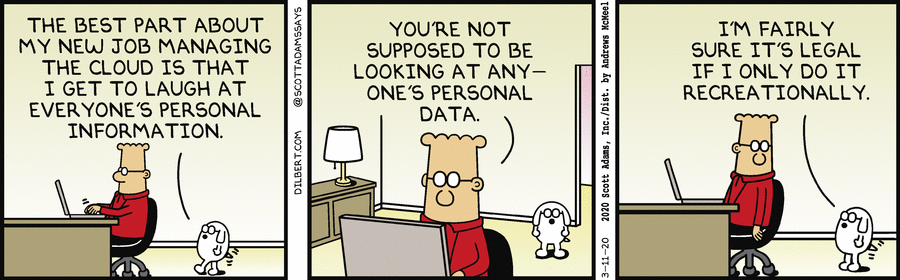 THE BEST PART ABOUT
MY NEW JOB MANAGING
THE CLOUD IS THAT
I GET TO LAUGH AT
EVERYONE'S PERSONAL
INFORMATION.
DILBERT.COM @SCOTTADAMSSAYS
YOU'RE NOT
SUPPOSED TO BE
LOOKING AT ANY—
ONE'S PERSONAL
DATA.
3-11-20 2020 Scott Adams, Inc./Dist. by Andrews McMeel
I'M FAIRLY
SURE IT'S LEGAL
IF I ONLY DO IT
RECREATIONALLY.